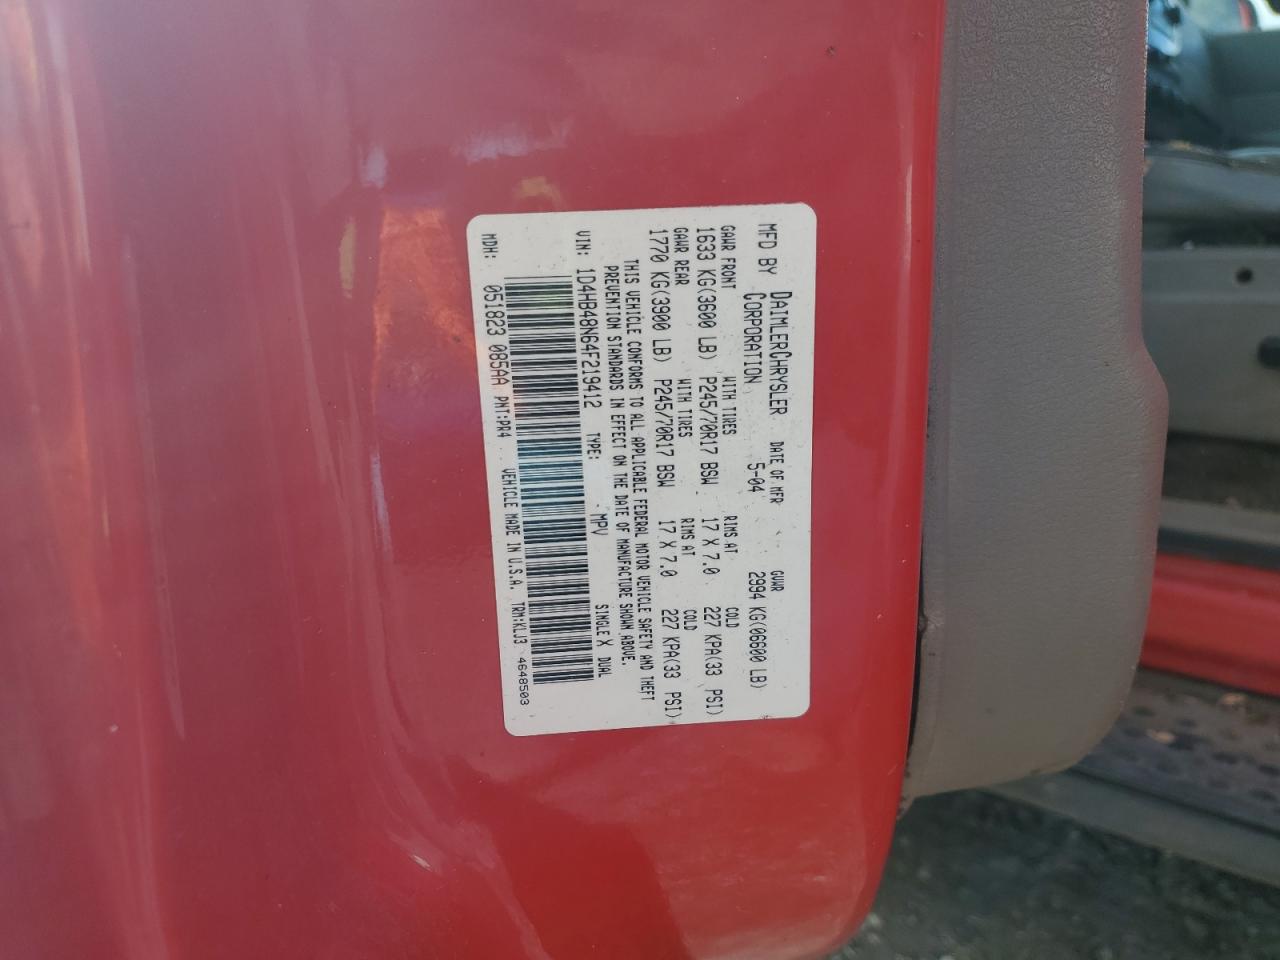 MFD BY DAIMLERCHRYSLER CORPORATION DATE OF MFR 5-04 GVWR 2994 KG(06600 LB)
GAWR FRONT WITH TIRES RIMS AT COLD
1633 KG(3600 LB) P245/70R17 BSW 17 X 7.0 227 KPA(33 PSI)
GAWR REAR WITH TIRES RIMS AT COLD
1770 KG(3900 LB) P245/70R17 BSW 17 X 7.0 227 KPA(33 PSI)
THIS VEHICLE CONFORMS TO ALL APPLICABLE FEDERAL MOTOR VEHICLE SAFETY AND THEFT
PREVENTION STANDARDS IN EFFECT ON THE DATE OF MANUFACTURE SHOWN ABOVE.
VIN: 1D4HB48N64F219412 TYPE: MPV SINGLE X DUAL
MDH: 051823 085AA PNT:PR4 VEHICLE MADE IN U.S.A. TRM:KLJ3 4648503